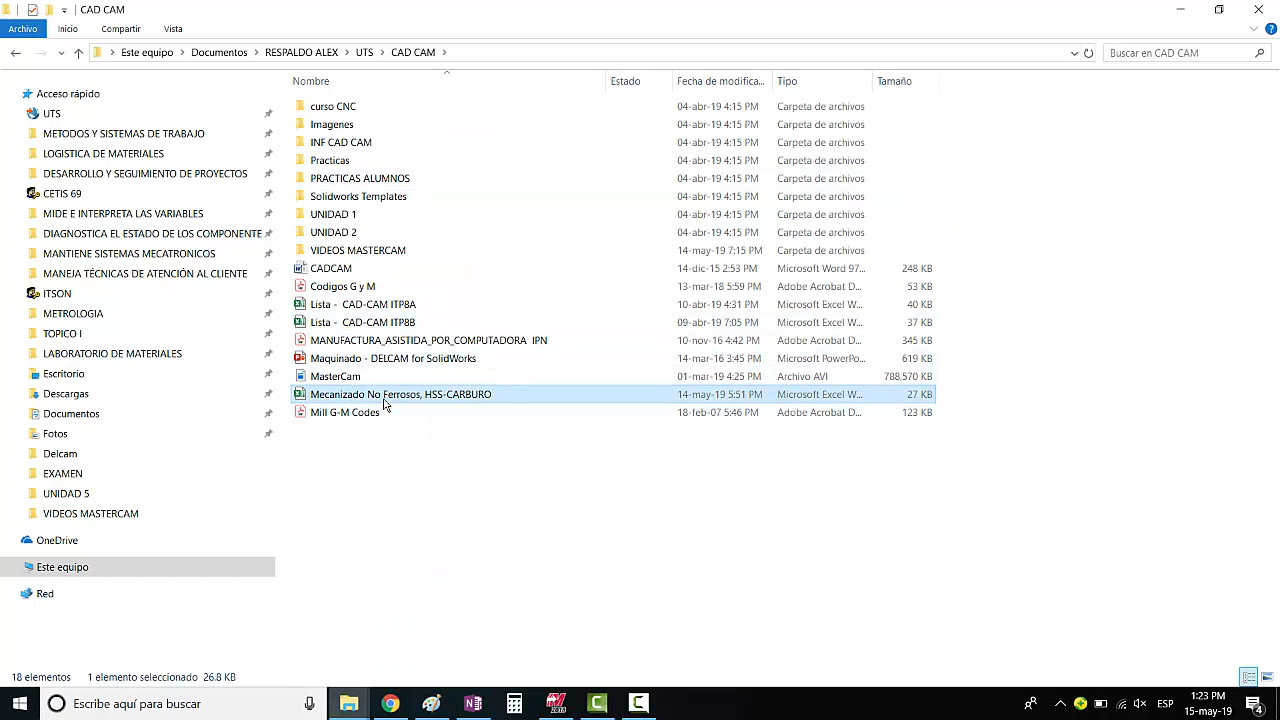 CAD CAM
Archivo Inicio Compartir Vista
Este equipo Documentos RESPALDO ALEX UTS CAD CAM
Buscar en CAD CAM
Nombre Estado Fecha de modifica... Tipo Tamaño
Acceso rápido
UTS
METODOS Y SISTEMAS DE TRABAJO
LOGISTICA DE MATERIALES
DESARROLLO Y SEGUIMIENTO DE PROYECTOS
CETIS 69
MIDE E INTERPRETA LAS VARIABLES
DIAGNOSTICA EL ESTADO DE LOS COMPONENTE
MANTIENE SISTEMAS MECATRONICOS
MANEJA TÉCNICAS DE ATENCIÓN AL CLIENTE
ITSON
METROLOGIA
TOPICO I
LABORATORIO DE MATERIALES
Escritorio
Descargas
Documentos
Fotos
Delcam
EXAMEN
UNIDAD 5
VIDEOS MASTERCAM
OneDrive
Este equipo
Red
curso CNC 04-abr-19 4:15 PM Carpeta de archivos
Imagenes 04-abr-19 4:15 PM Carpeta de archivos
INF CAD CAM 04-abr-19 4:15 PM Carpeta de archivos
Practicas 04-abr-19 4:15 PM Carpeta de archivos
PRACTICAS ALUMNOS 04-abr-19 4:15 PM Carpeta de archivos
Solidworks Templates 04-abr-19 4:15 PM Carpeta de archivos
UNIDAD 1 04-abr-19 4:15 PM Carpeta de archivos
UNIDAD 2 04-abr-19 4:15 PM Carpeta de archivos
VIDEOS MASTERCAM 14-may-19 7:15 PM Carpeta de archivos
CADCAM 14-dic-15 2:53 PM Microsoft Word 97... 248 KB
Codigos G y M 13-mar-18 5:59 PM Adobe Acrobat D... 53 KB
Lista - CAD-CAM ITP8A 10-abr-19 4:31 PM Microsoft Excel W... 40 KB
Lista - CAD-CAM ITP8B 09-abr-19 7:05 PM Microsoft Excel W... 37 KB
MANUFACTURA_ASISTIDA_POR_COMPUTADORA IPN 10-nov-16 4:42 PM Adobe Acrobat D... 345 KB
Maquinado - DELCAM for SolidWorks 14-mar-16 3:45 PM Microsoft PowerPo... 619 KB
MasterCam 01-mar-19 4:25 PM Archivo AVI 788,570 KB
Mecanizado No Ferrosos, HSS-CARBURO 14-may-19 5:51 PM Microsoft Excel W... 27 KB
Mill G-M Codes 18-feb-07 5:46 PM Adobe Acrobat D... 123 KB
18 elementos 1 elemento seleccionado 26.8 KB
Escribe aquí para buscar
ESP
1:23 PM
15-may-19
4